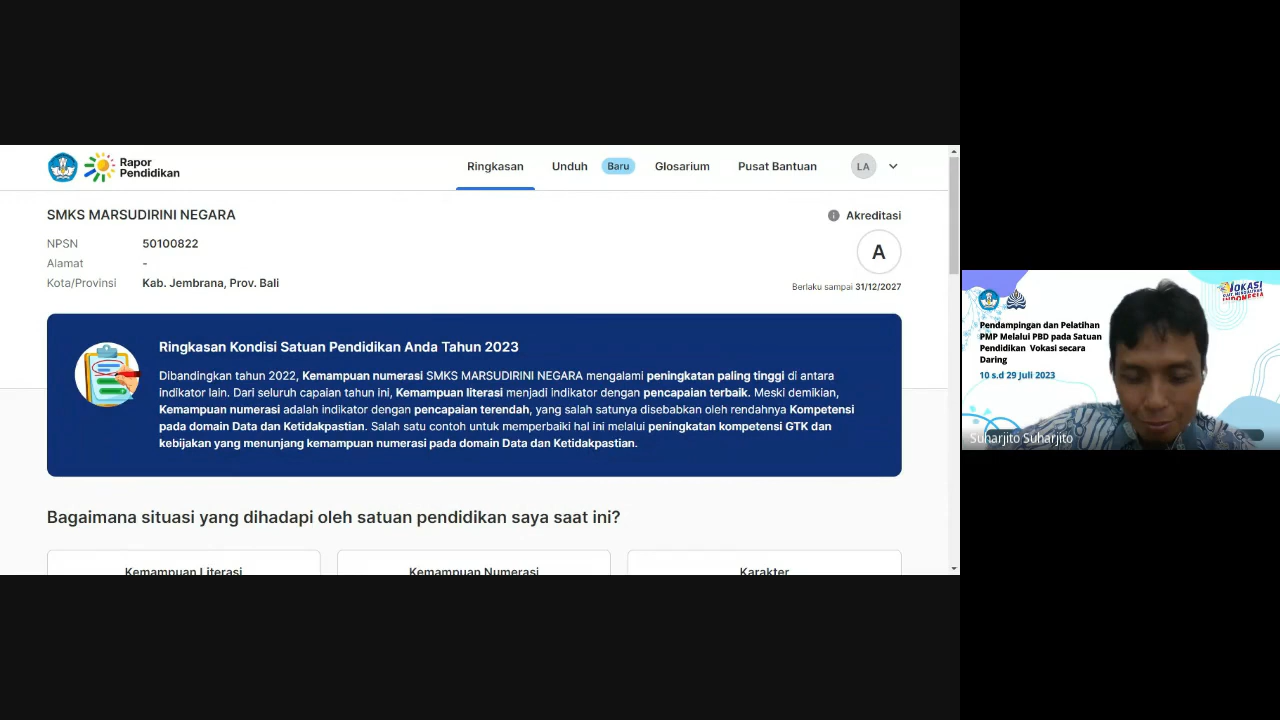 Rapor
Pendidikan
Ringkasan
Unduh
Baru
Glosarium
Pusat Bantuan
LA
SMKS MARSUDIRINI NEGARA
NPSN 50100822
Alamat -
Kota/Provinsi Kab. Jembrana, Prov. Bali
Akreditasi
A
Berlaku sampai 31/12/2027
Ringkasan Kondisi Satuan Pendidikan Anda Tahun 2023
Dibandingkan tahun 2022, Kemampuan numerasi SMKS MARSUDIRINI NEGARA mengalami peningkatan paling tinggi di antara
indikator lain. Dari seluruh capaian tahun ini, Kemampuan literasi menjadi indikator dengan pencapaian terbaik. Meski demikian,
Kemampuan numerasi adalah indikator dengan pencapaian terendah, yang salah satunya disebabkan oleh rendahnya Kompetensi
pada domain Data dan Ketidakpastian. Salah satu contoh untuk memperbaiki hal ini melalui peningkatan kompetensi GTK dan
kebijakan yang menunjang kemampuan numerasi pada domain Data dan Ketidakpastian.
Bagaimana situasi yang dihadapi oleh satuan pendidikan saya saat ini?
Kemampuan Literasi
Kemampuan Numerasi
Karakter
VOKASI
INDONESIA
Pendampingan dan Pelatihan
PMP Melalui PBD pada Satuan
Pendidikan Vokasi secara
Daring
10 s.d 29 Juli 2023
Suharjito Suharjito